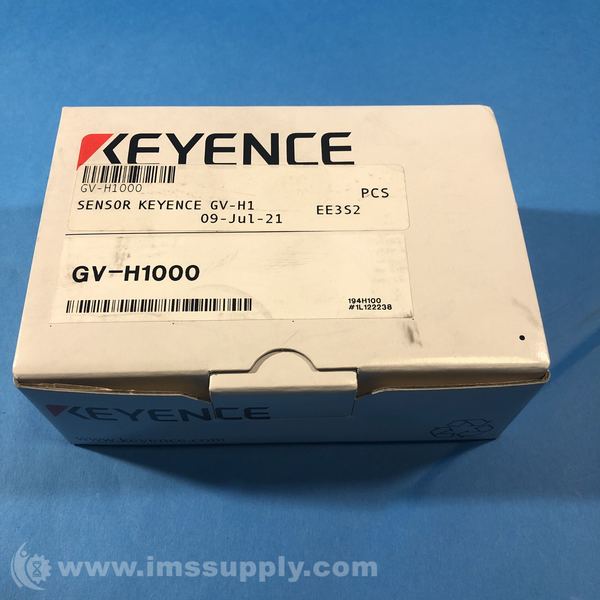 KEYENCE
GV-H1000
PCS
SENSOR KEYENCE GV-H1
EE3S2
09-Jul-21
GV-H1000
194H100
#1L122238
KEYENCE
www.keyence.com
www.imssupply.com